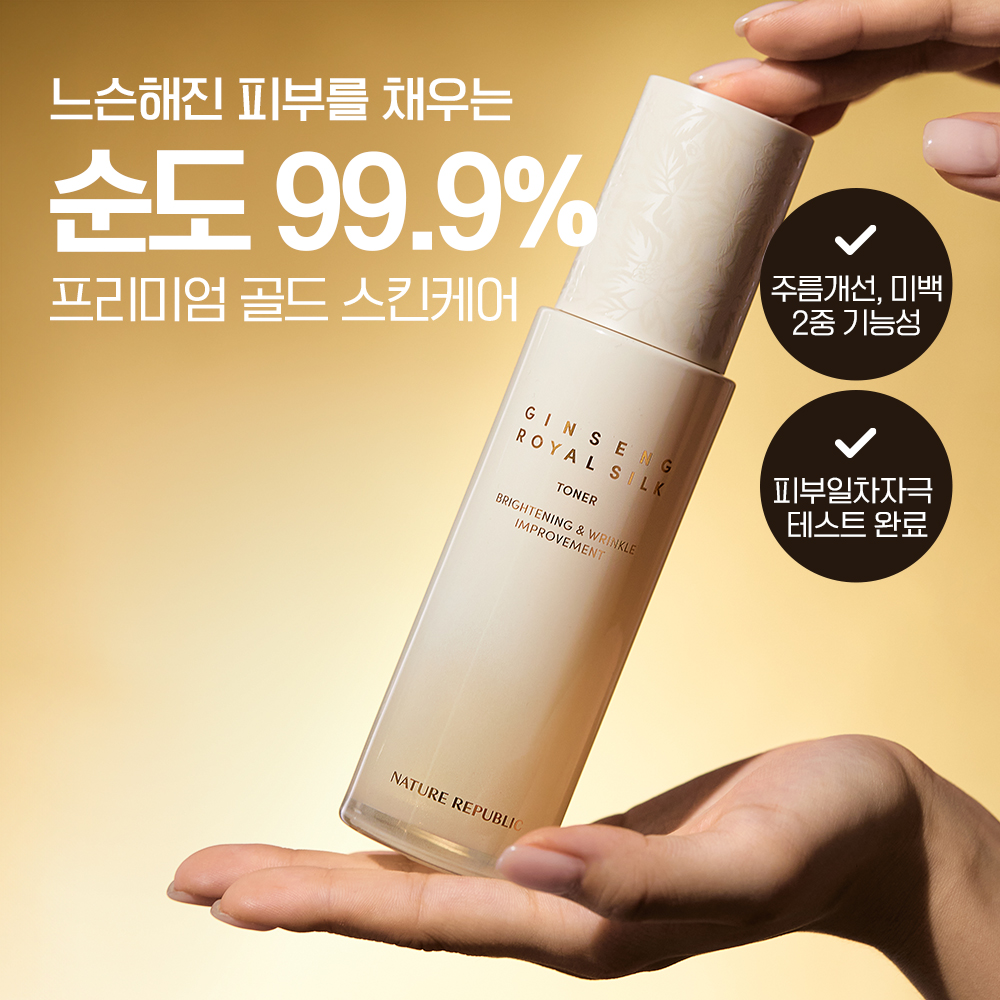 느슨해진 피부를 채우는
순도 99.9%
프리미엄 골드 스킨케어
주름개선, 미백
2중 기능성
피부일차자극
테스트 완료
GINSENG
ROYAL SILK
TONER
BRIGHTENING & WRINKLE
IMPROVEMENT
NATURE REPUBLIC